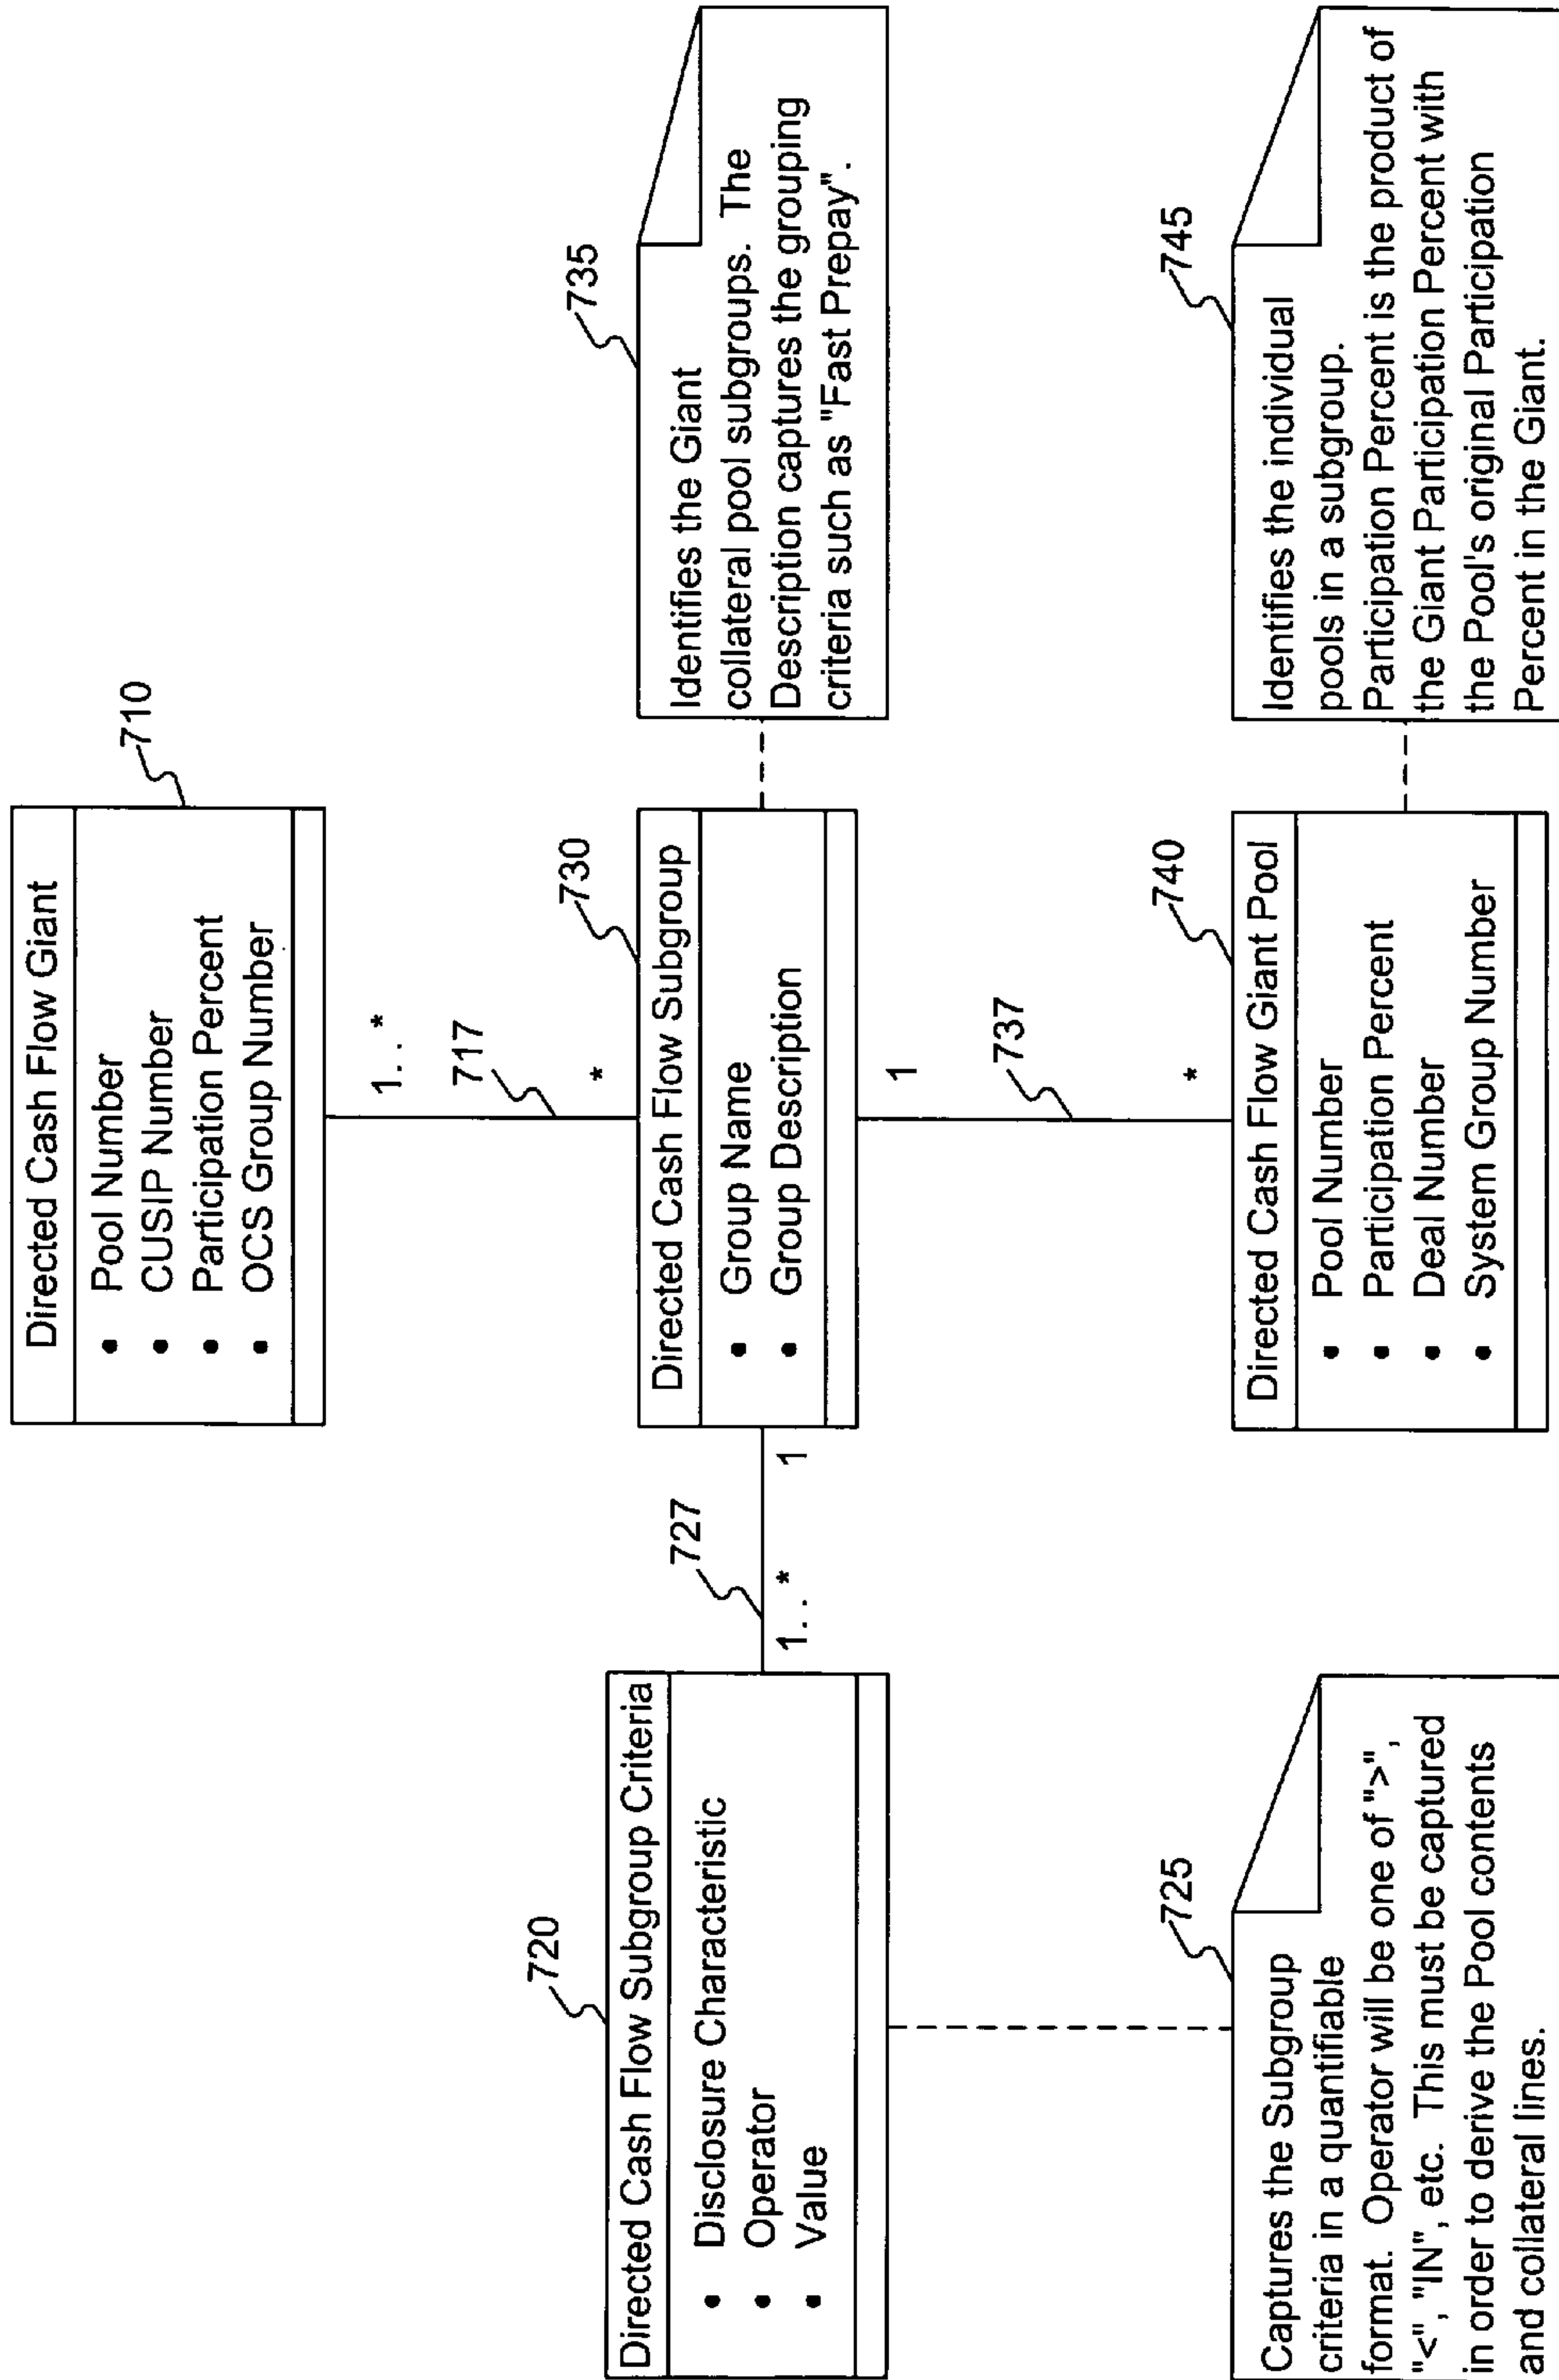 Directed Cash Flow Giant
• Pool Number
• CUSIP Number
• Participation Percent
• OCS Group Number
710
1..*
717
*
Directed Cash Flow Subgroup Criteria
• Disclosure Characteristic
• Operator
• Value
720
727
1..*
1
Directed Cash Flow Subgroup
• Group Name
• Group Description
730
Identifies the Giant
collateral pool subgroups. The
Description captures the grouping
criteria such as "Fast Prepay".
735
1
737
*
Captures the Subgroup
criteria in a quantifiable
format. Operator will be one of ">",
"<", "IN", etc. This must be captured
in order to derive the Pool contents
and collateral lines.
725
Directed Cash Flow Giant Pool
• Pool Number
• Participation Percent
• Deal Number
• System Group Number
740
Identifies the individual
pools in a subgroup.
Participation Percent is the product of
the Giant Participation Percent with
the Pool's original Participation
Percent in the Giant.
745